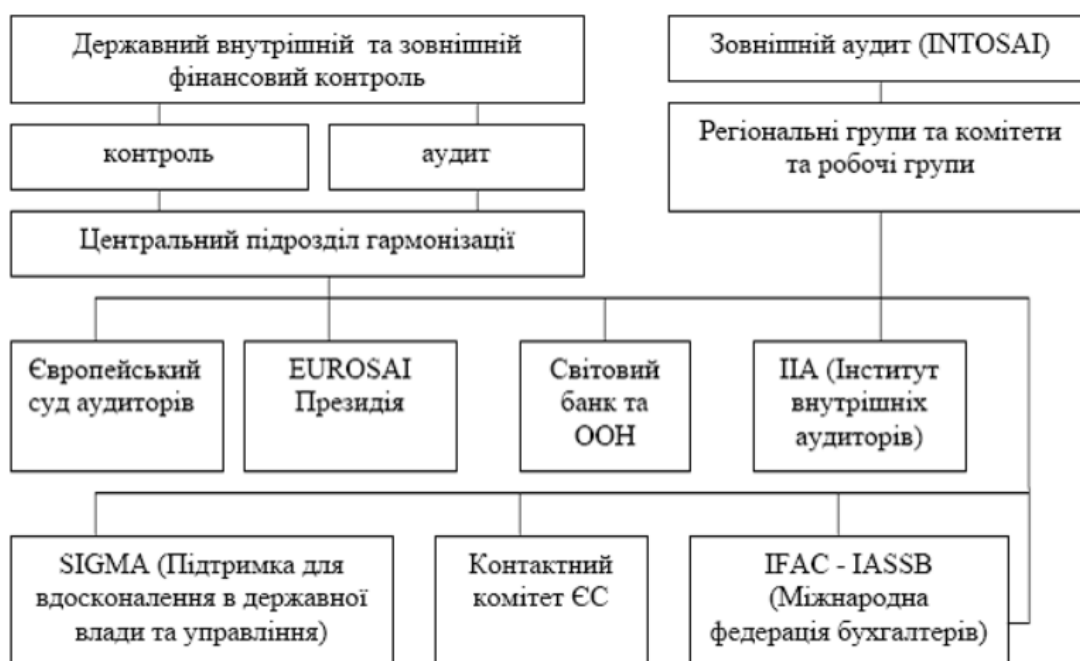 Державний внутрішній та зовнішній
фінансовий контроль
Зовнішній аудит (INTOSAI)
контроль
аудит
Регіональні групи та комітети
та робочі групи
Центральний підрозділ гармонізації
Європейський
суд аудиторів
EUROSAI
Президія
Світовий
банк та
ООН
ІІА (Інститут
внутрішніх
аудиторів)
SIGMA (Підтримка для
вдосконалення в державної
влади та управління)
Контактний
комітет ЄС
IFAC - IASSB
(Міжнародна
федерація бухгалтерів)